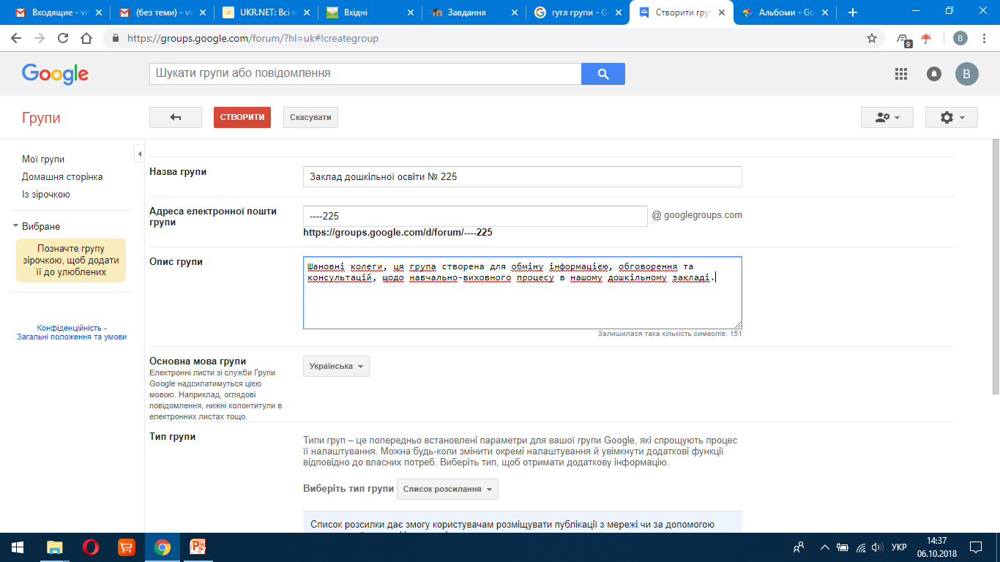 Входящие - vi
(без теми) - vv
UKR.NET: Всі н
Вхідні
Завдання
гугл групи - G
Створити гру
Альбоми - Go
https://groups.google.com/forum/?hl=uk#!creategroup
9
B
Google
Шукати групи або повідомлення
B
Групи
СТВОРИТИ
Скасувати
Мої групи
Домашня сторінка
Із зірочкою
Вибране
Позначте групу
зірочкою, щоб додати
її до улюблених
Конфіденційність -
Загальні положення та умови
Назва групи
Заклад дошкільної освіти № 225
Адреса електронної пошти
групи
----225
@ googlegroups.com
https://groups.google.com/d/forum/----225
Опис групи
Шановні колеги, ця група створена для обміну інформацією, обговорення та
консультацій, щодо навчально-виховного процесу в нашому дошкільному закладі.
Залишилася така кількість символів: 151
Основна мова групи
Електронні листи зі служби Групи
Google надсилатимуться цією
мовою. Наприклад, оглядові
повідомлення, нижні колонтитули в
електронних листах тощо.
Українська
Тип групи
Типи груп – це попередньо встановлені параметри для вашої групи Google, які спрощують процес
її налаштування. Можна будь-коли змінити окремі налаштування й увімкнути додаткові функції
відповідно до власних потреб. Виберіть тип, щоб отримати додаткову інформацію.
Виберіть тип групи
Список розсилання
Список розсилки дає змогу користувачам розміщувати публікації з мережі чи за допомогою
УКР
14:37
06.10.2018